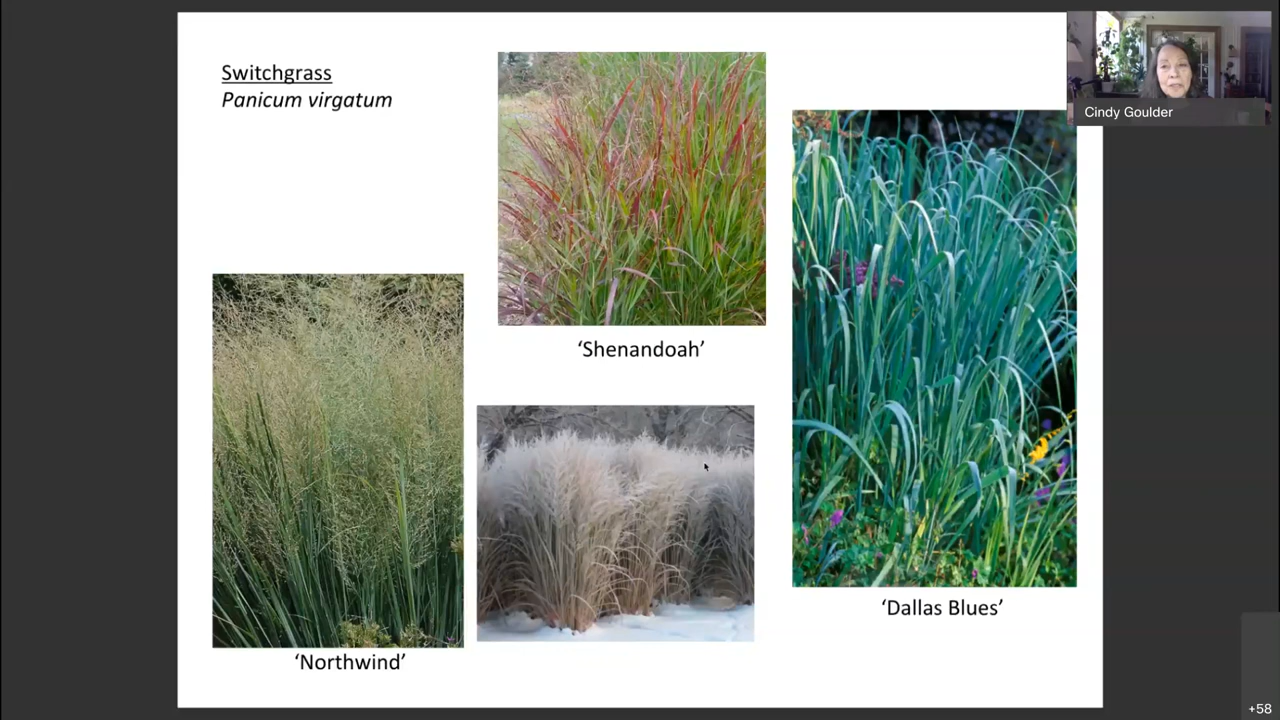 Switchgrass
Panicum virgatum
Cindy Goulder
‘Shenandoah’
‘Dallas Blues’
‘Northwind’
+58